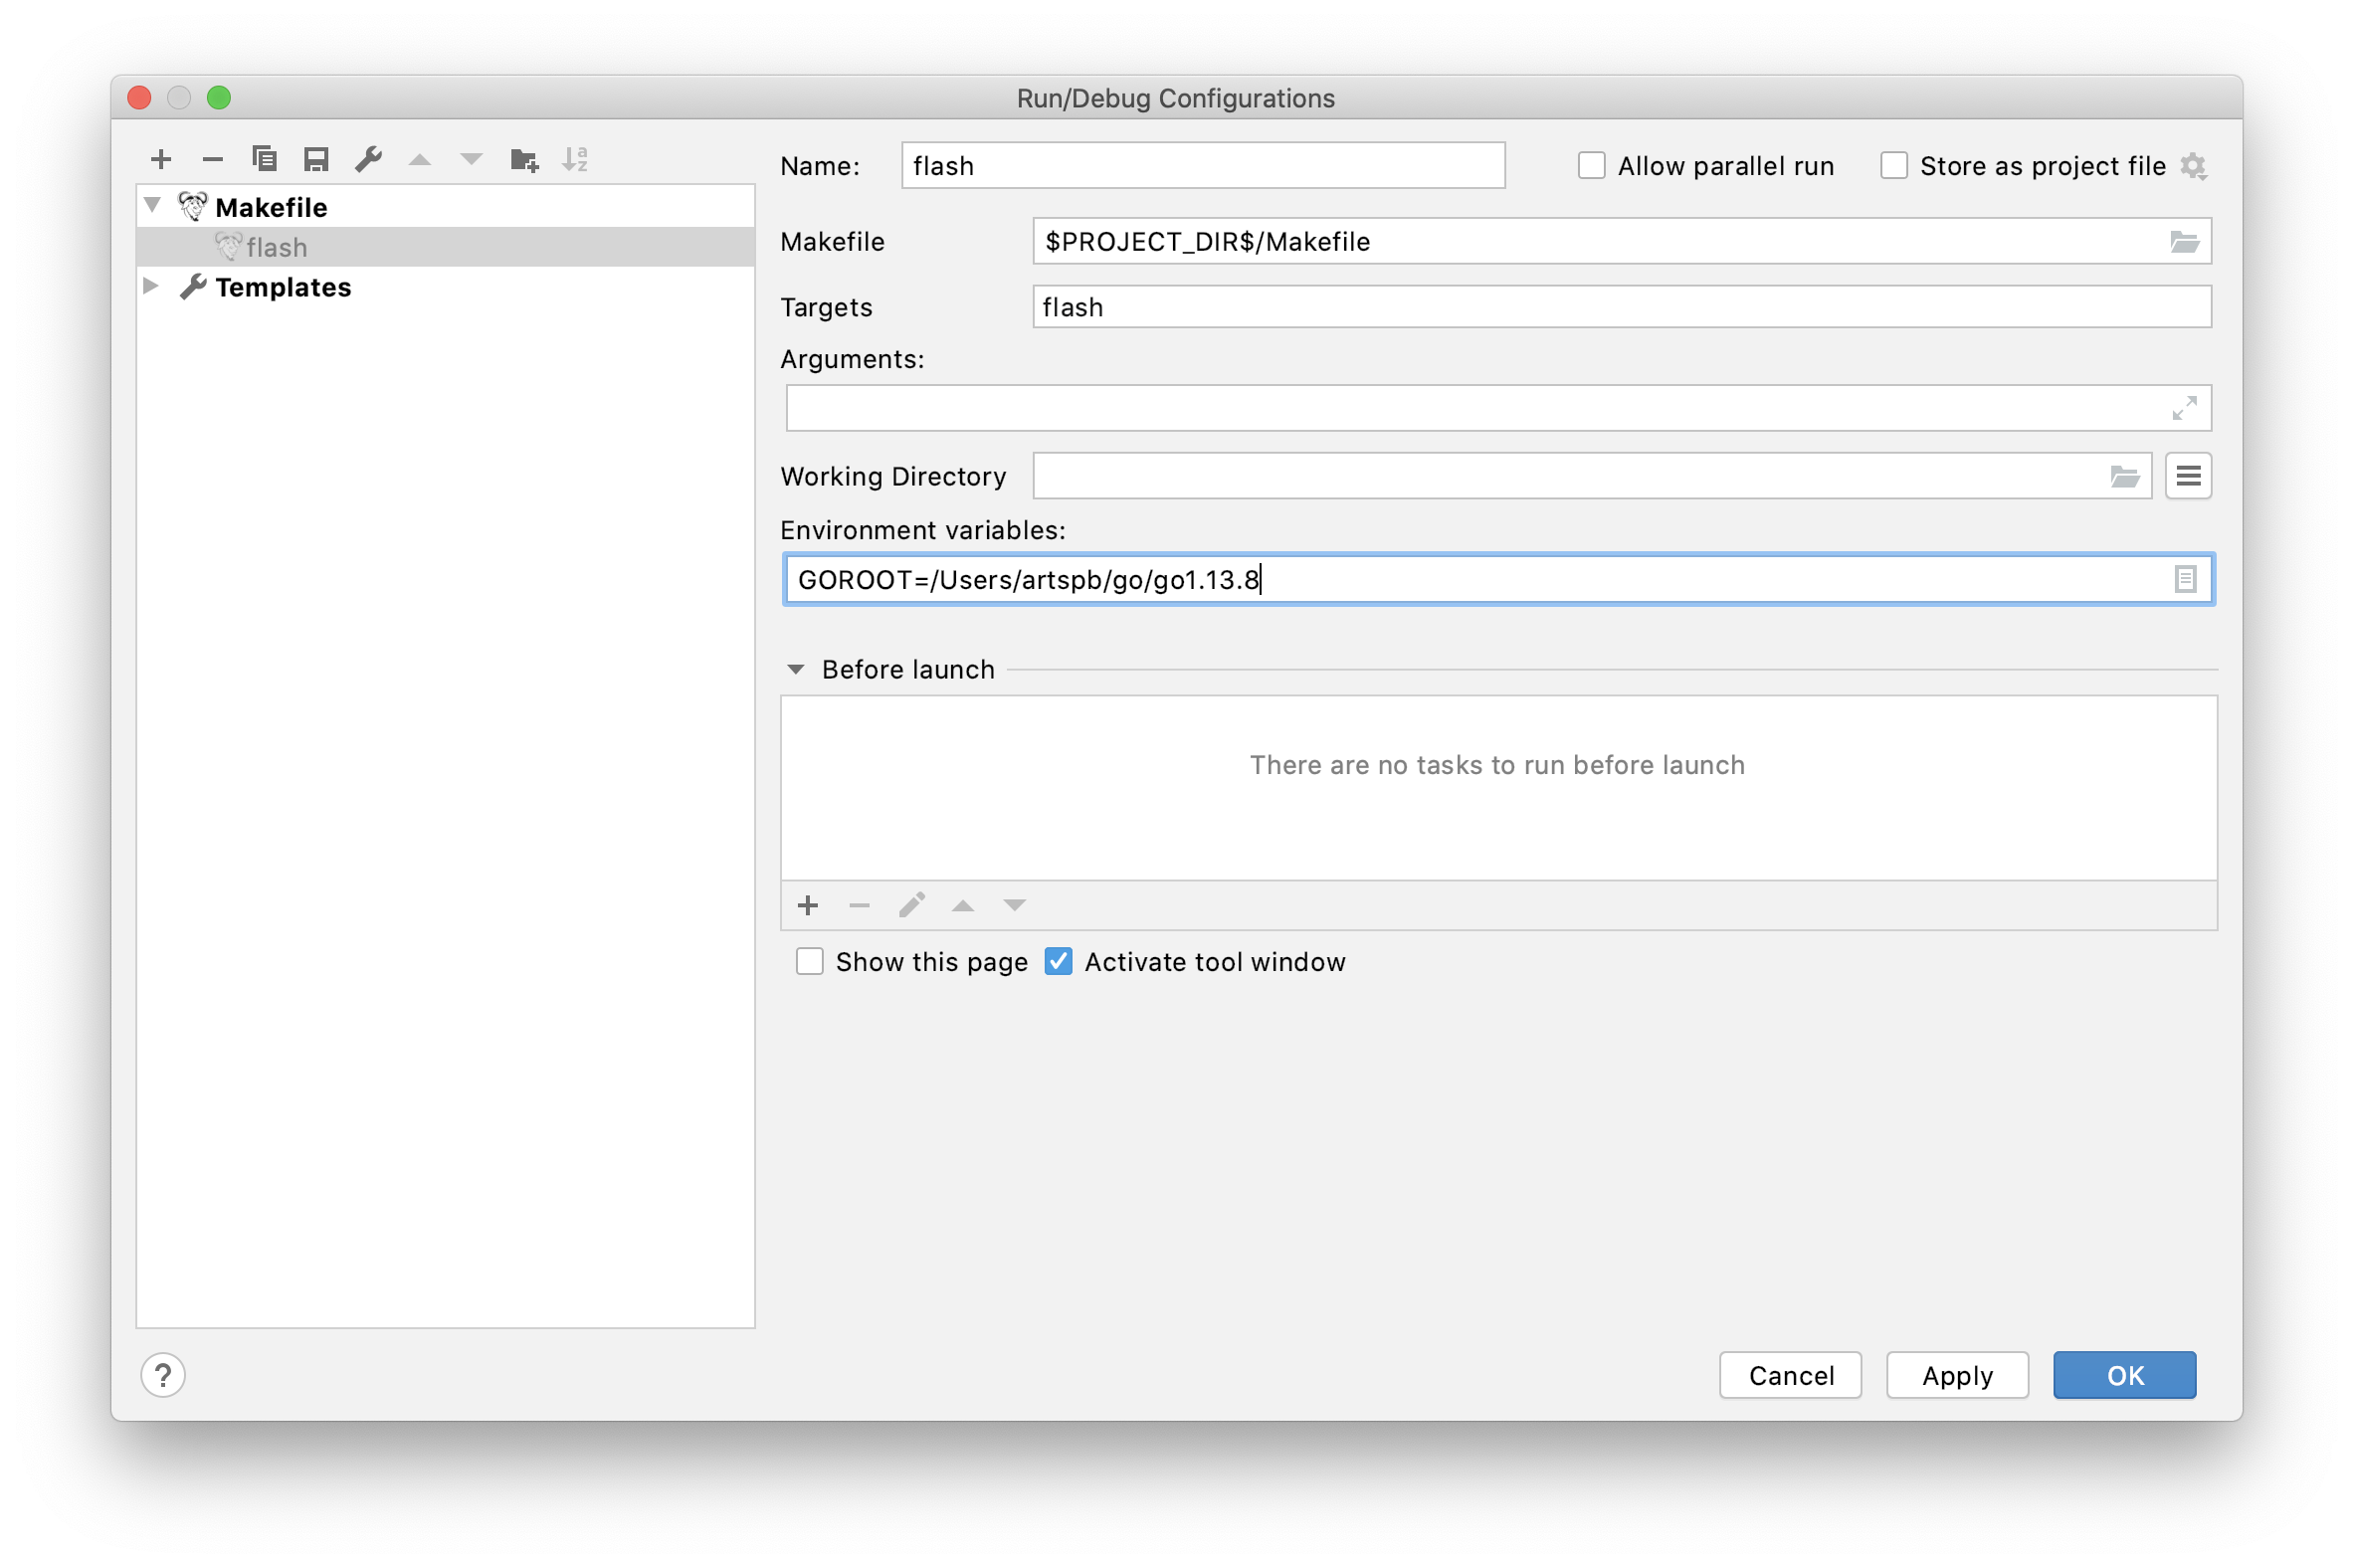 Run/Debug Configurations
Makefile
flash
Templates
Name:
flash
Allow parallel run
Store as project file
Makefile
$PROJECT_DIR$/Makefile
Targets
flash
Arguments:
Working Directory
Environment variables:
GOROOT=/Users/artspb/go/go1.13.8
Before launch
There are no tasks to run before launch
Show this page
Activate tool window
?
Cancel
Apply
OK